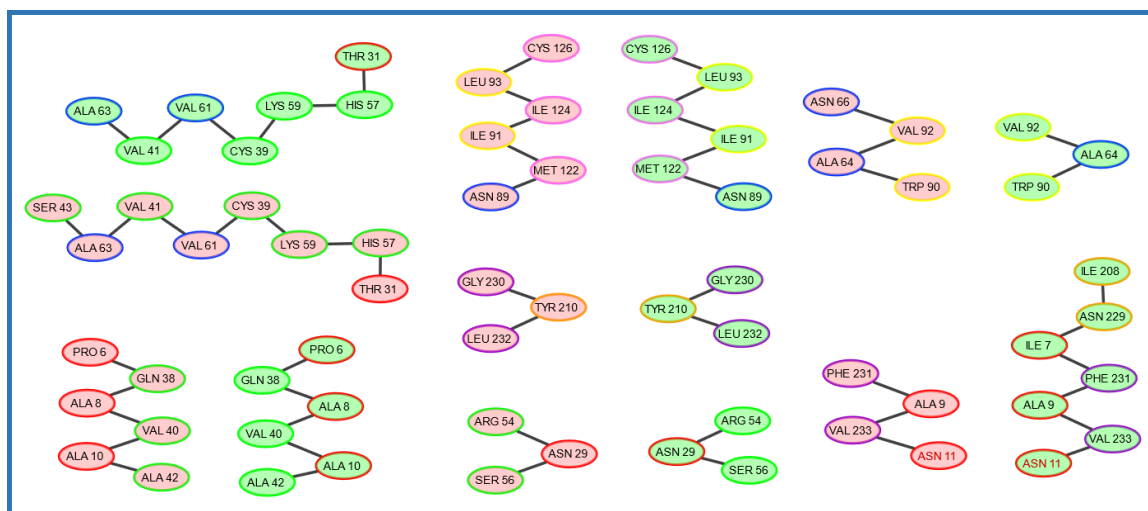 THR 31
ALA 63
VAL 61
LYS 59
HIS 57
VAL 41
CYS 39
SER 43
VAL 41
CYS 39
ALA 63
VAL 61
LYS 59
HIS 57
THR 31
CYS 126
LEU 93
ILE 124
ILE 91
MET 122
ASN 89
CYS 126
LEU 93
ILE 124
ILE 91
MET 122
ASN 89
ASN 66
VAL 92
ALA 64
TRP 90
VAL 92
ALA 64
TRP 90
PRO 6
GLN 38
ALA 8
VAL 40
ALA 10
ALA 42
PRO 6
GLN 38
ALA 8
VAL 40
ALA 10
ALA 42
GLY 230
TYR 210
LEU 232
GLY 230
TYR 210
LEU 232
ARG 54
ASN 29
SER 56
ARG 54
ASN 29
SER 56
PHE 231
ALA 9
VAL 233
ASN 11
ILE 208
ASN 229
ILE 7
PHE 231
ALA 9
VAL 233
ASN 11